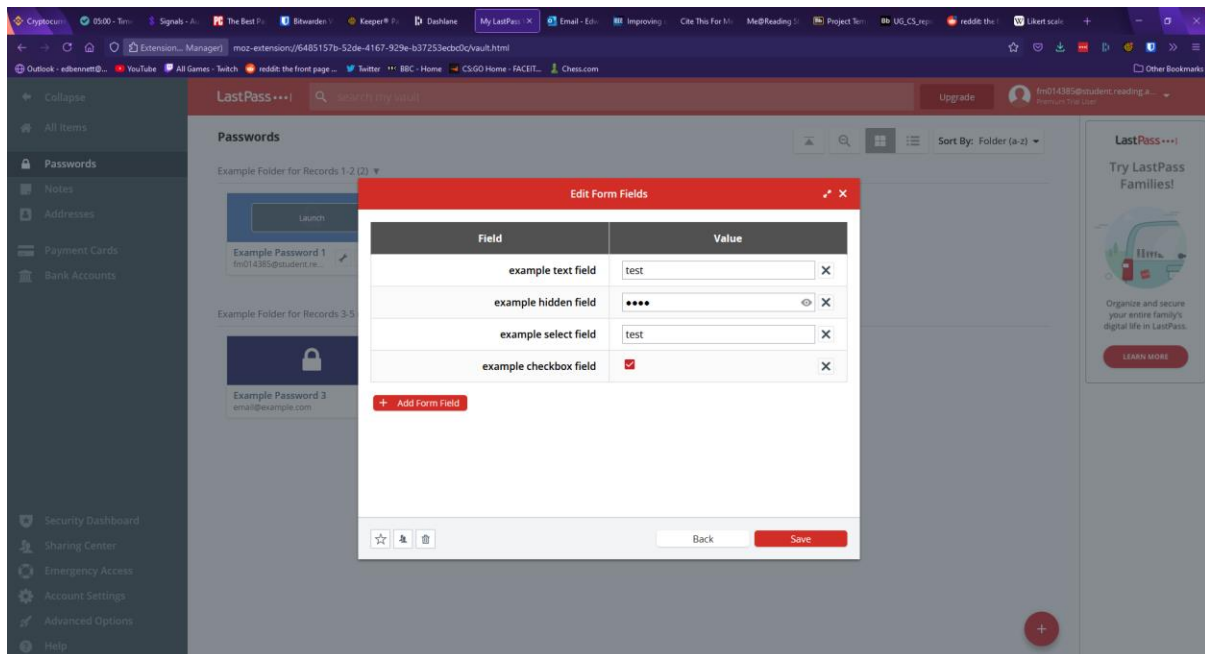 Cryptocurr
05:00 - Time
Signals - A
The Best Pa
Bitwarden V
Keeper® Pa
Dashlane
My LastPass
Email - Edw
Improving
Cite This For Me
Me@Reading St
Project Tem
UG_CS_repo
reddit: the f
Likert scale
Extension... Manager)
moz-extension://6485157b-52de-4167-929e-b37253ecbc0c/vault.html
Outlook - edbennett@...
YouTube
All Games - Twitch
reddit: the front page ...
Twitter
BBC - Home
CS:GO Home - FACEIT...
Chess.com
Other Bookmarks
Collapse
LastPass
search my vault
Upgrade
fm014385@student.reading.a...
Premium Trial User
All Items
Passwords
Notes
Addresses
Payment Cards
Bank Accounts
Security Dashboard
Sharing Center
Emergency Access
Account Settings
Advanced Options
Help
Passwords
Sort By: Folder (a-z)
Example Folder for Records 1-2 (2)
Launch
Example Password 1
fm014385@student.re...
Example Folder for Records 3-5
Example Password 3
email@example.com
Edit Form Fields
Field Value
example text field test
example hidden field
example select field test
example checkbox field
+ Add Form Field
Back
Save
LastPass
Try LastPass
Families!
Organize and secure
your entire family's
digital life in LastPass.
LEARN MORE